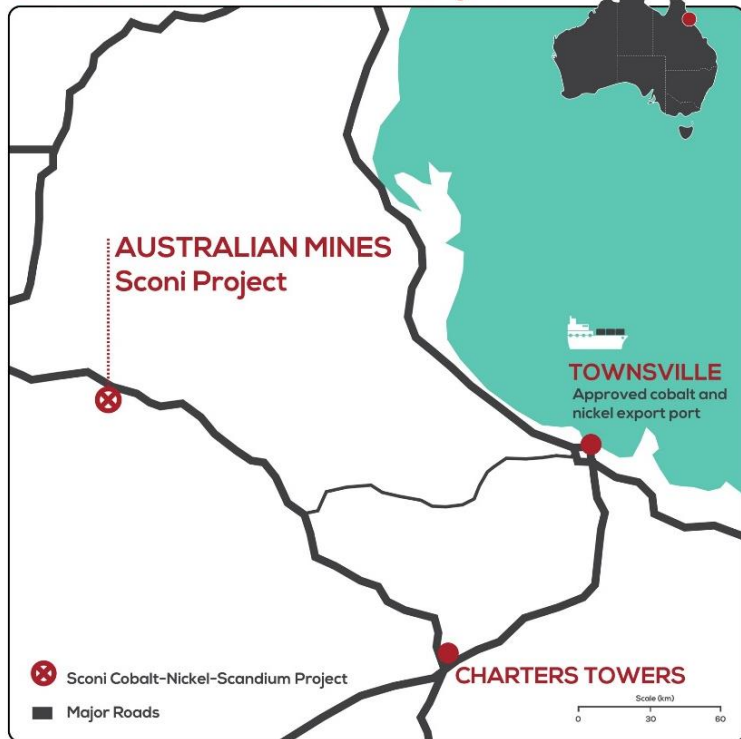 AUSTRALIAN MINES
Sconi Project
TOWNSVILLE
Approved cobalt and
nickel export port
CHARTERS TOWERS
Sconi Cobalt-Nickel-Scandium Project
Major Roads
Scale (km)
0 30 60